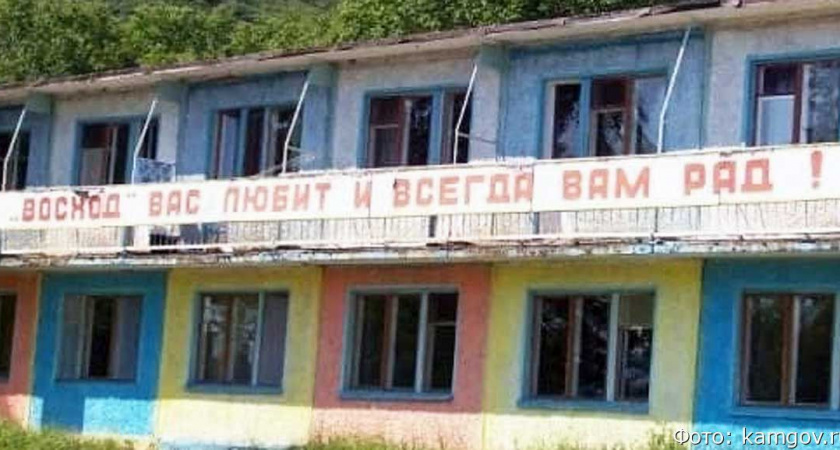 „ВОСХОД" ВАС ЛЮБИТ И ВСЕГДА ВАМ РАД !
Фото: kamgov.r